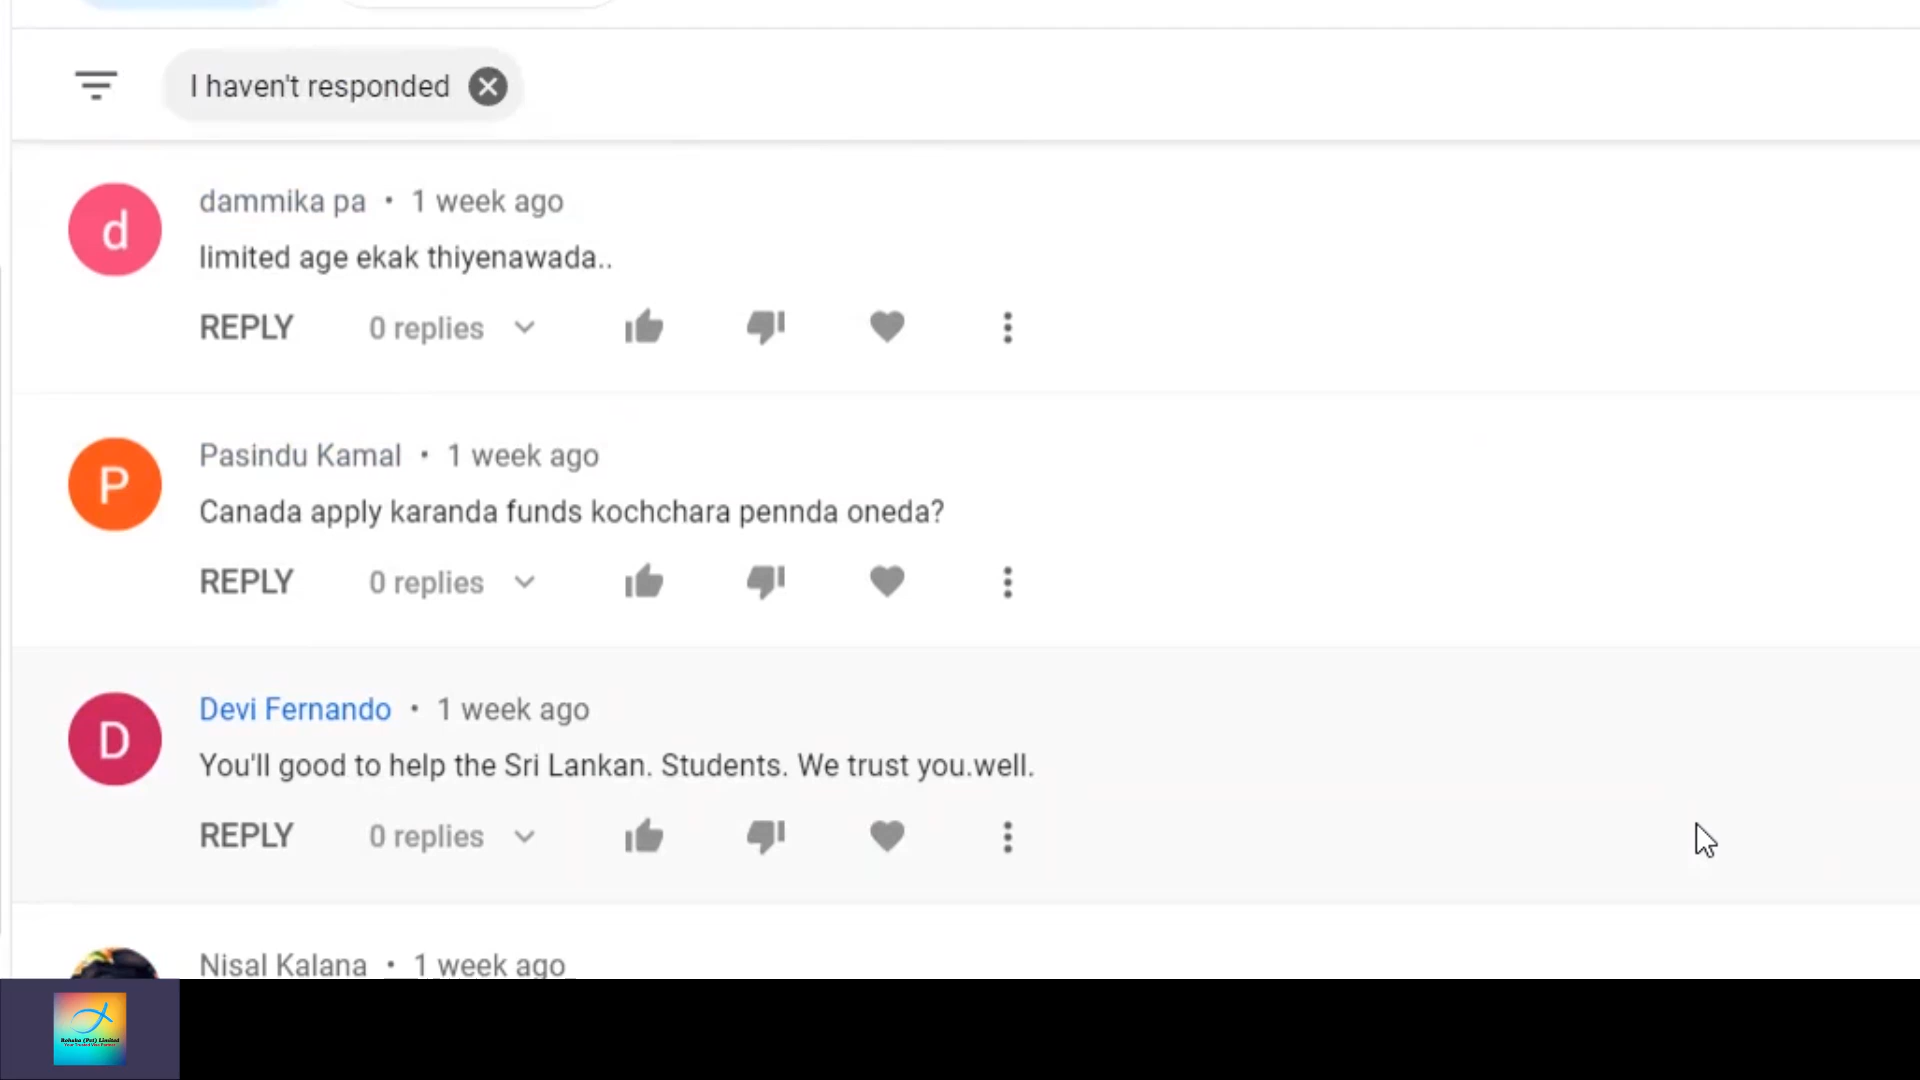 I haven't responded
d
dammika pa • 1 week ago
limited age ekak thiyenawada..
REPLY 0 replies
P
Pasindu Kamal • 1 week ago
Canada apply karanda funds kochchara pennda oneda?
REPLY 0 replies
D
Devi Fernando • 1 week ago
You'll good to help the Sri Lankan. Students. We trust you.well.
REPLY 0 replies
Nisal Kalana • 1 week ago
(Pvt) Limited